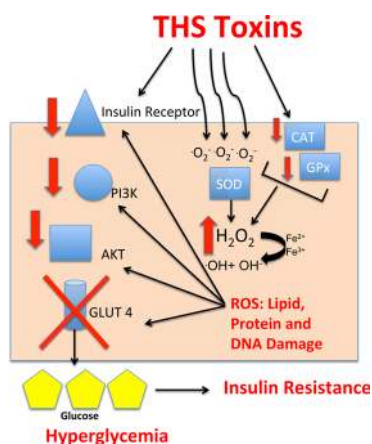 THS Toxins
Insulin Receptor
CAT
GPx
·O₂⁻ ·O₂⁻ ·O₂⁻
SOD
PI3K
H₂O₂
Fe²⁺
Fe³⁺
·OH+ OH⁻
AKT
GLUT 4
ROS: Lipid,
Protein and
DNA Damage
Glucose
Insulin Resistance
Hyperglycemia